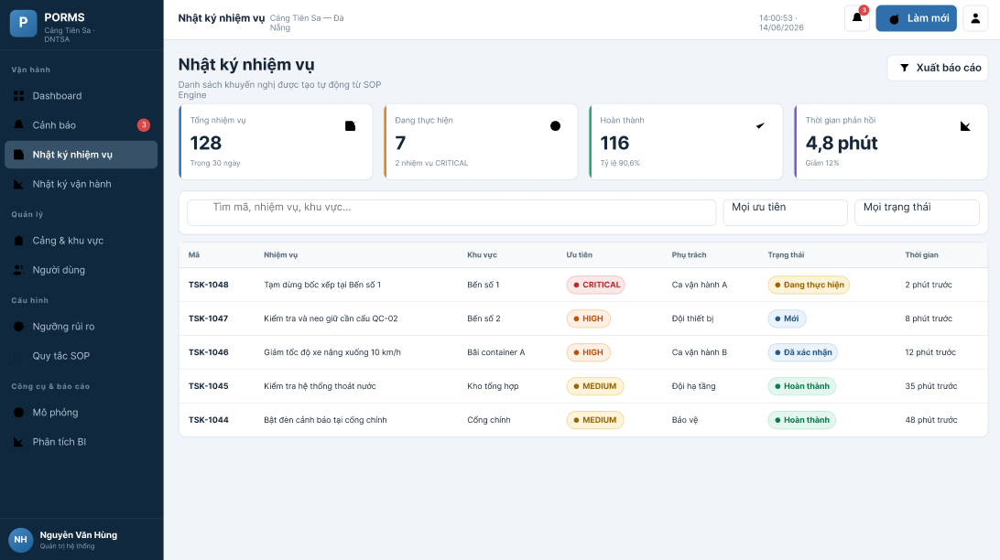 P
PORMS
Cảng Tiên Sa ·
DNTSA
Vận hành
Dashboard
Cảnh báo
3
Nhật ký nhiệm vụ
Nhật ký vận hành
Quản lý
Cảng & khu vực
Người dùng
Cấu hình
Ngưỡng rủi ro
Quy tắc SOP
Công cụ & báo cáo
Mô phỏng
Phân tích BI
NH
Nguyễn Văn Hùng
Quản trị hệ thống
Nhật ký nhiệm vụ
Cảng Tiên Sa — Đà
Nẵng
14:00:53 ·
14/06/2026
3
Làm mới
Nhật ký nhiệm vụ
Danh sách khuyến nghị được tạo tự động từ SOP
Engine
Xuất báo cáo
Tổng nhiệm vụ
128
Trong 30 ngày
Đang thực hiện
7
2 nhiệm vụ CRITICAL
Hoàn thành
116
Tỷ lệ 90,6%
Thời gian phản hồi
4,8 phút
Giảm 12%
Tìm mã, nhiệm vụ, khu vực...
Mọi ưu tiên
Mọi trạng thái
Mã Nhiệm vụ Khu vực Ưu tiên Phụ trách Trạng thái Thời gian
TSK-1048 Tạm dừng bốc xếp tại Bến số 1 Bến số 1 CRITICAL Ca vận hành A Đang thực hiện 2 phút trước
TSK-1047 Kiểm tra và neo giữ cần cẩu QC-02 Bến số 2 HIGH Đội thiết bị Mới 8 phút trước
TSK-1046 Giảm tốc độ xe nâng xuống 10 km/h Bãi container A HIGH Ca vận hành B Đã xác nhận 12 phút trước
TSK-1045 Kiểm tra hệ thống thoát nước Kho tổng hợp MEDIUM Đội hạ tầng Hoàn thành 35 phút trước
TSK-1044 Bật đèn cảnh báo tại cổng chính Cổng chính MEDIUM Bảo vệ Hoàn thành 48 phút trước